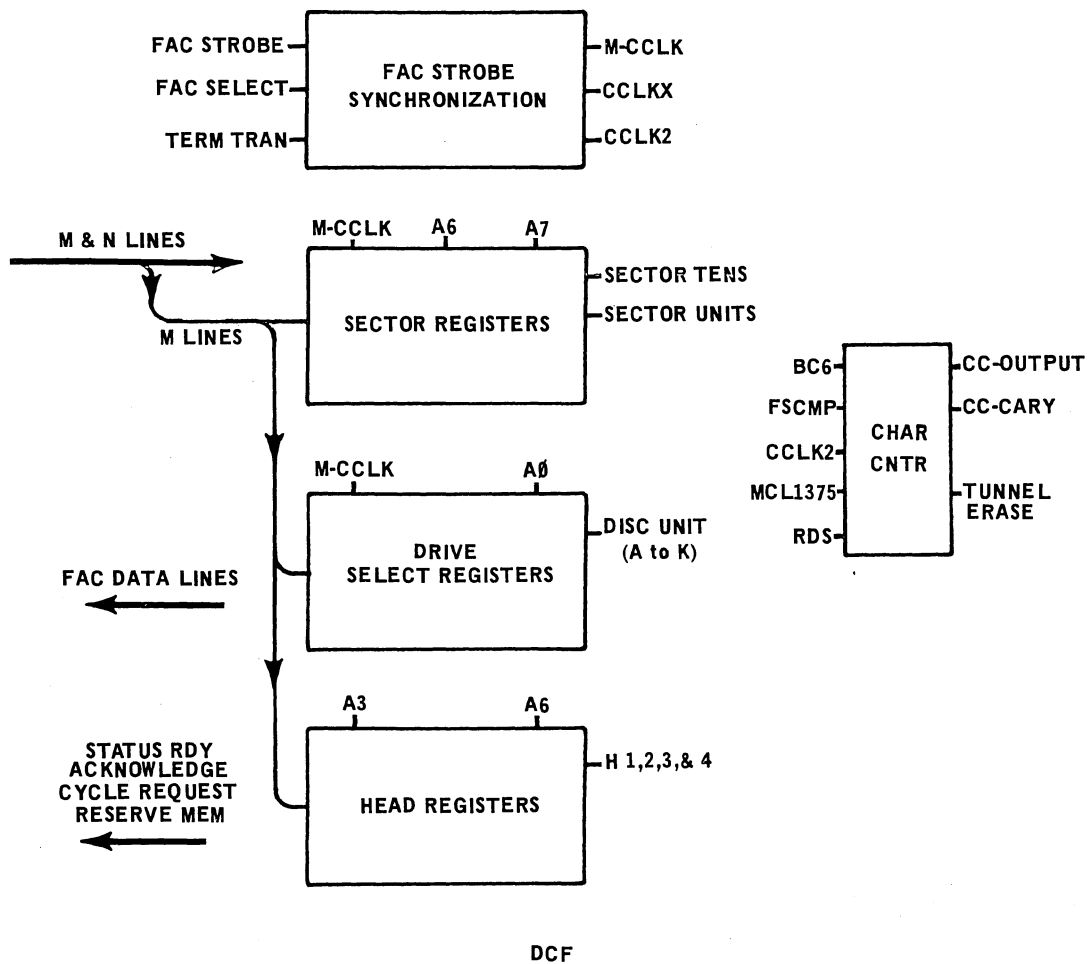 FAC STROBE
FAC SELECT
TERM TRAN
FAC STROBE
SYNCHRONIZATION
M-CCLK
CCLKX
CCLK2
M & N LINES
M LINES
M-CCLK
A6
A7
SECTOR REGISTERS
SECTOR TENS
SECTOR UNITS
BC6
FSCMP
CCLK2
MCL1375
RDS
CHAR
CNTR
CC-OUTPUT
CC-CARY
TUNNEL
ERASE
M-CCLK
AØ
DRIVE
SELECT REGISTERS
DISC UNIT
(A to K)
FAC DATA LINES
A3
A6
HEAD REGISTERS
H 1,2,3,& 4
STATUS RDY
ACKNOWLEDGE
CYCLE REQUEST
RESERVE MEM
DCF